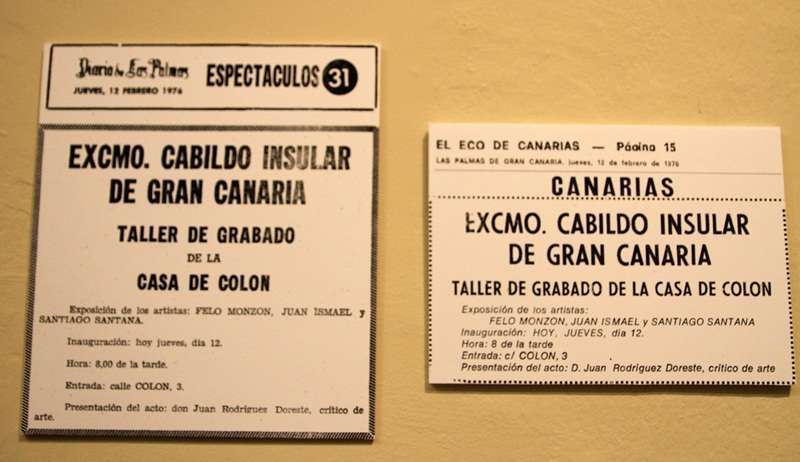 Diario de Las Palmas
ESPECTACULOS 31
JUEVES, 12 FEBRERO 1976
EXCMO. CABILDO INSULAR
DE GRAN CANARIA
TALLER DE GRABADO
DE LA
CASA DE COLON
Exposición de los artistas: FELO MONZON, JUAN ISMAEL y
SANTIAGO SANTANA.
Inauguración: hoy jueves, día 12.
Hora: 8,00 de la tarde.
Entrada: calle COLON, 3.
Presentación del acto: don Juan Rodríguez Doreste, crítico de
arte.
EL ECO DE CANARIAS — Página 15
LAS PALMAS DE GRAN CANARIA, jueves, 12 de febrero de 1976
CANARIAS
EXCMO. CABILDO INSULAR
DE GRAN CANARIA
TALLER DE GRABADO DE LA CASA DE COLON
Exposición de los artistas:
FELO MONZON, JUAN ISMAEL y SANTIAGO SANTANA
Inauguración: HOY, JUEVES, día 12.
Hora: 8 de la tarde
Entrada: c/ COLON, 3
Presentación del acto: D. Juan Rodríguez Doreste, crítico de arte